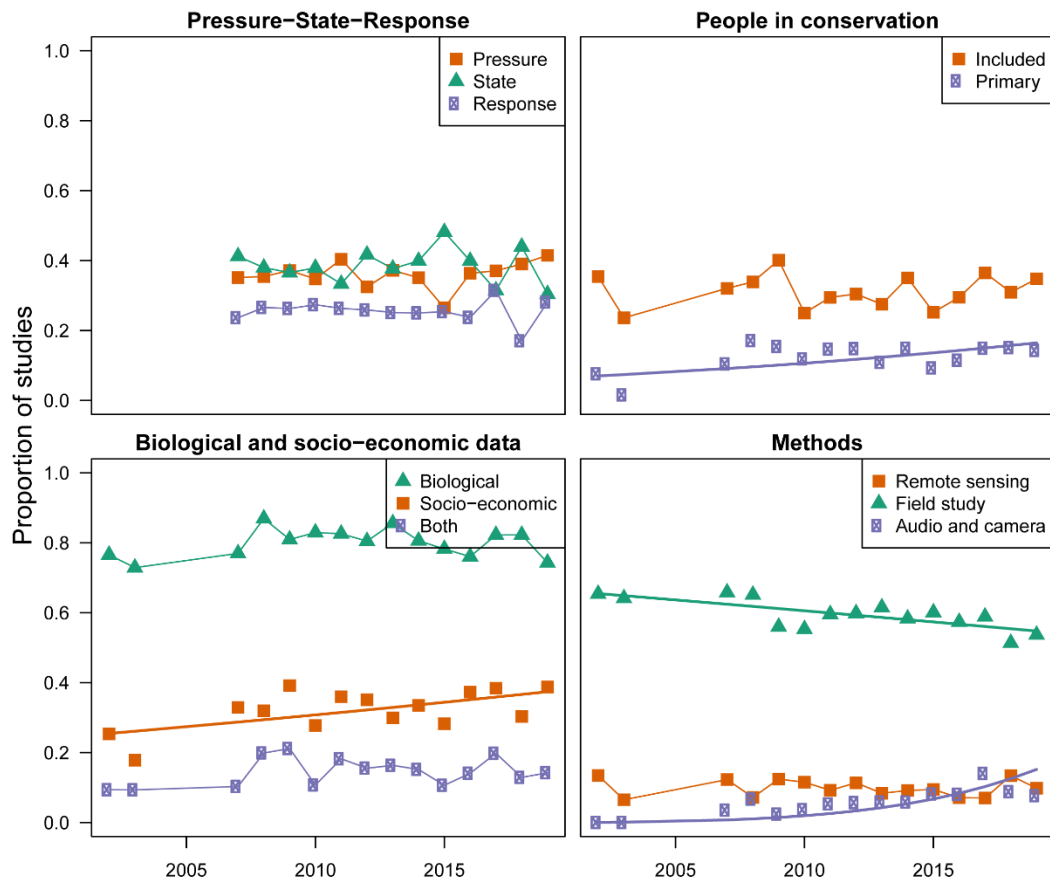 Pressure−State−Response
People in conservation
1.0
0.8
0.6
0.4
0.2
0.0
Pressure
State
Response
Included
Primary
Proportion of studies
Biological and socio−economic data
Methods
1.0
0.8
0.6
0.4
0.2
0.0
Biological
Socio−economic
Both
Remote sensing
Field study
Audio and camera
2005
2010
2015
2005
2010
2015